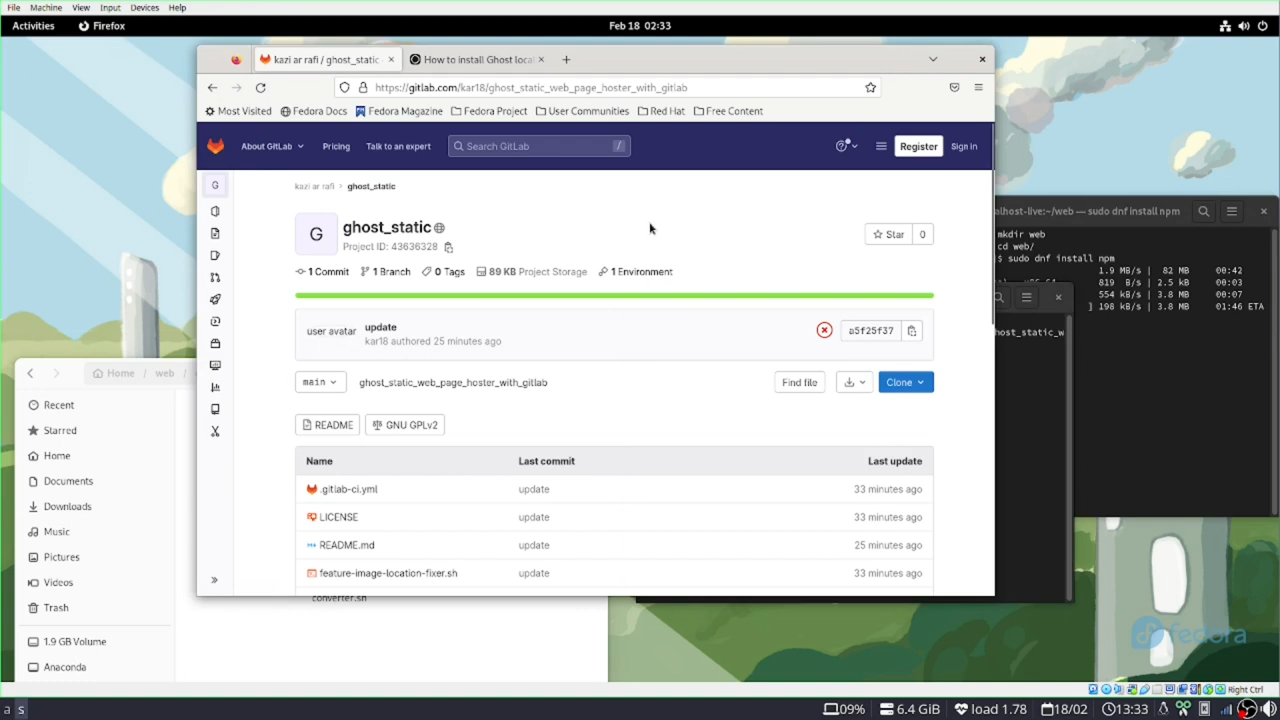 File Machine View Input Devices Help
Activities Firefox Feb 18 02:33
kazi ar rafi / ghost_static How to install Ghost local
https://gitlab.com/kar18/ghost_static_web_page_hoster_with_gitlab
Most Visited Fedora Docs Fedora Magazine Fedora Project User Communities Red Hat Free Content
About GitLab Pricing Talk to an expert Search GitLab / Register Sign in
kazi ar rafi › ghost_static
G
G
ghost_static
Project ID: 43636328
Star 0
1 Commit 1 Branch 0 Tags 89 KB Project Storage 1 Environment
user avatar
update
kar18 authored 25 minutes ago
a5f25f37
main ghost_static_web_page_hoster_with_gitlab Find file Clone
README GNU GPLv2
Name Last commit Last update
.gitlab-ci.yml update 33 minutes ago
LICENSE update 33 minutes ago
README.md update 25 minutes ago
feature-image-location-fixer.sh update 33 minutes ago
converter.sh
alhost-live:~/web — sudo dnf install npm
mkdir web
cd web/
$ sudo dnf install npm
1.9 MB/s | 82 MB 00:42
819 B/s | 2.5 kB 00:03
554 kB/s | 3.8 MB 00:07
] 198 kB/s | 3.8 MB 01:46 ETA
host_static_w
Home / web /
Recent
Starred
Home
Documents
Downloads
Music
Pictures
Videos
Trash
1.9 GB Volume
Anaconda
fedora
Right Ctrl
a s 09% 6.4 GiB load 1.78 18/02 13:33